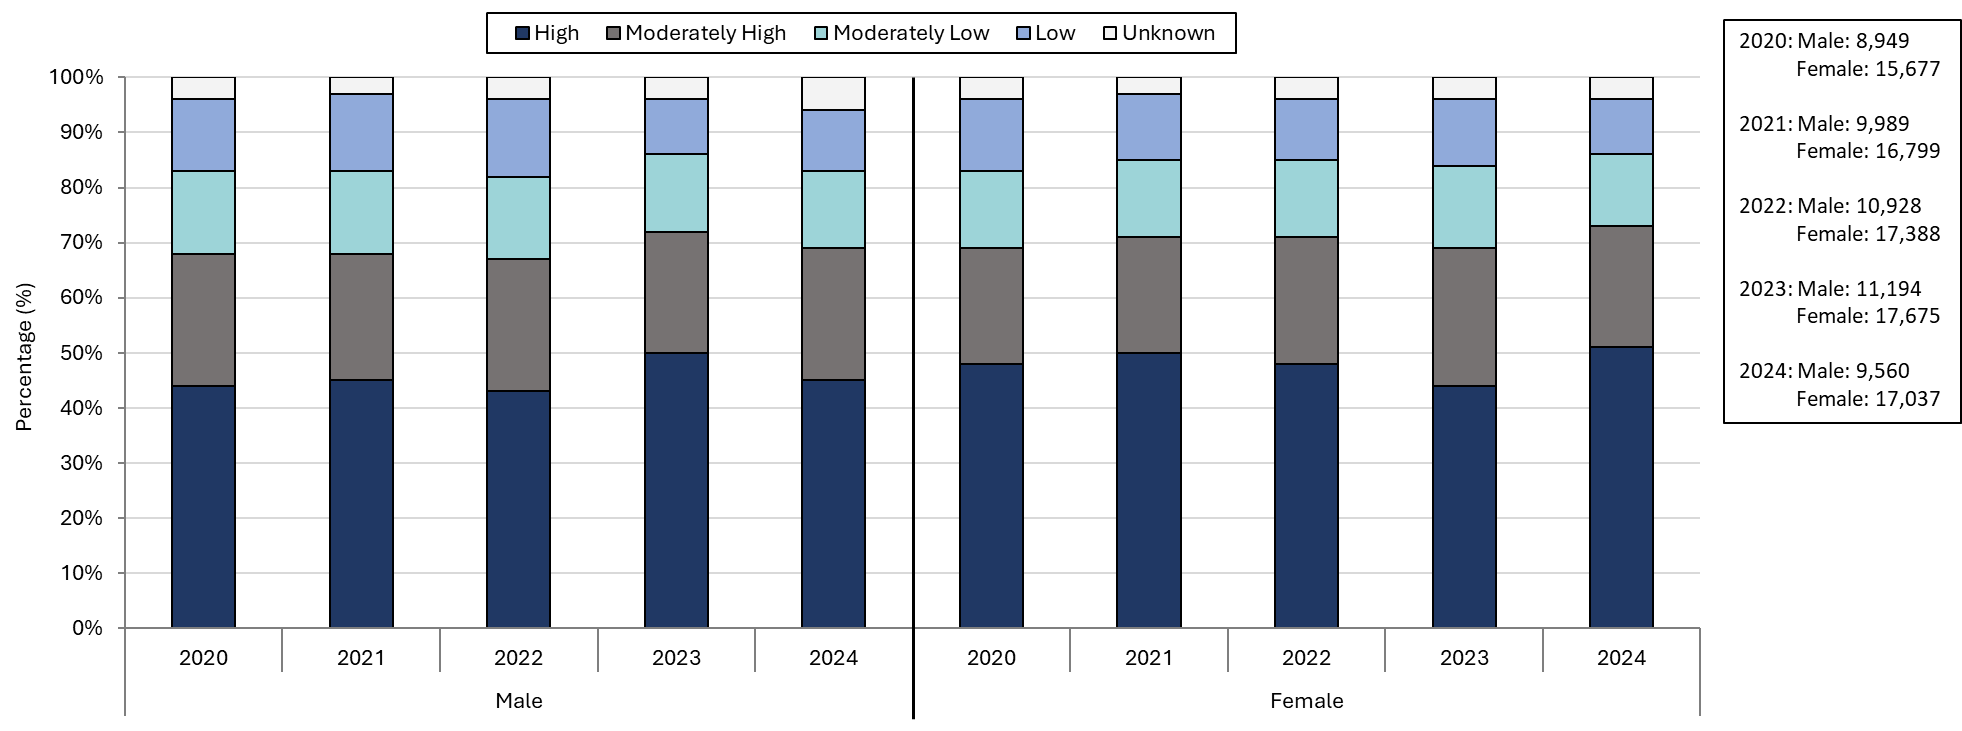 High Moderately High Moderately Low Low Unknown
100%
90%
80%
70%
60%
50%
40%
30%
20%
10%
0%
Percentage (%)
2020 2021 2022 2023 2024 2020 2021 2022 2023 2024
Male Female
2020: Male: 8,949
Female: 15,677
2021: Male: 9,989
Female: 16,799
2022: Male: 10,928
Female: 17,388
2023: Male: 11,194
Female: 17,675
2024: Male: 9,560
Female: 17,037